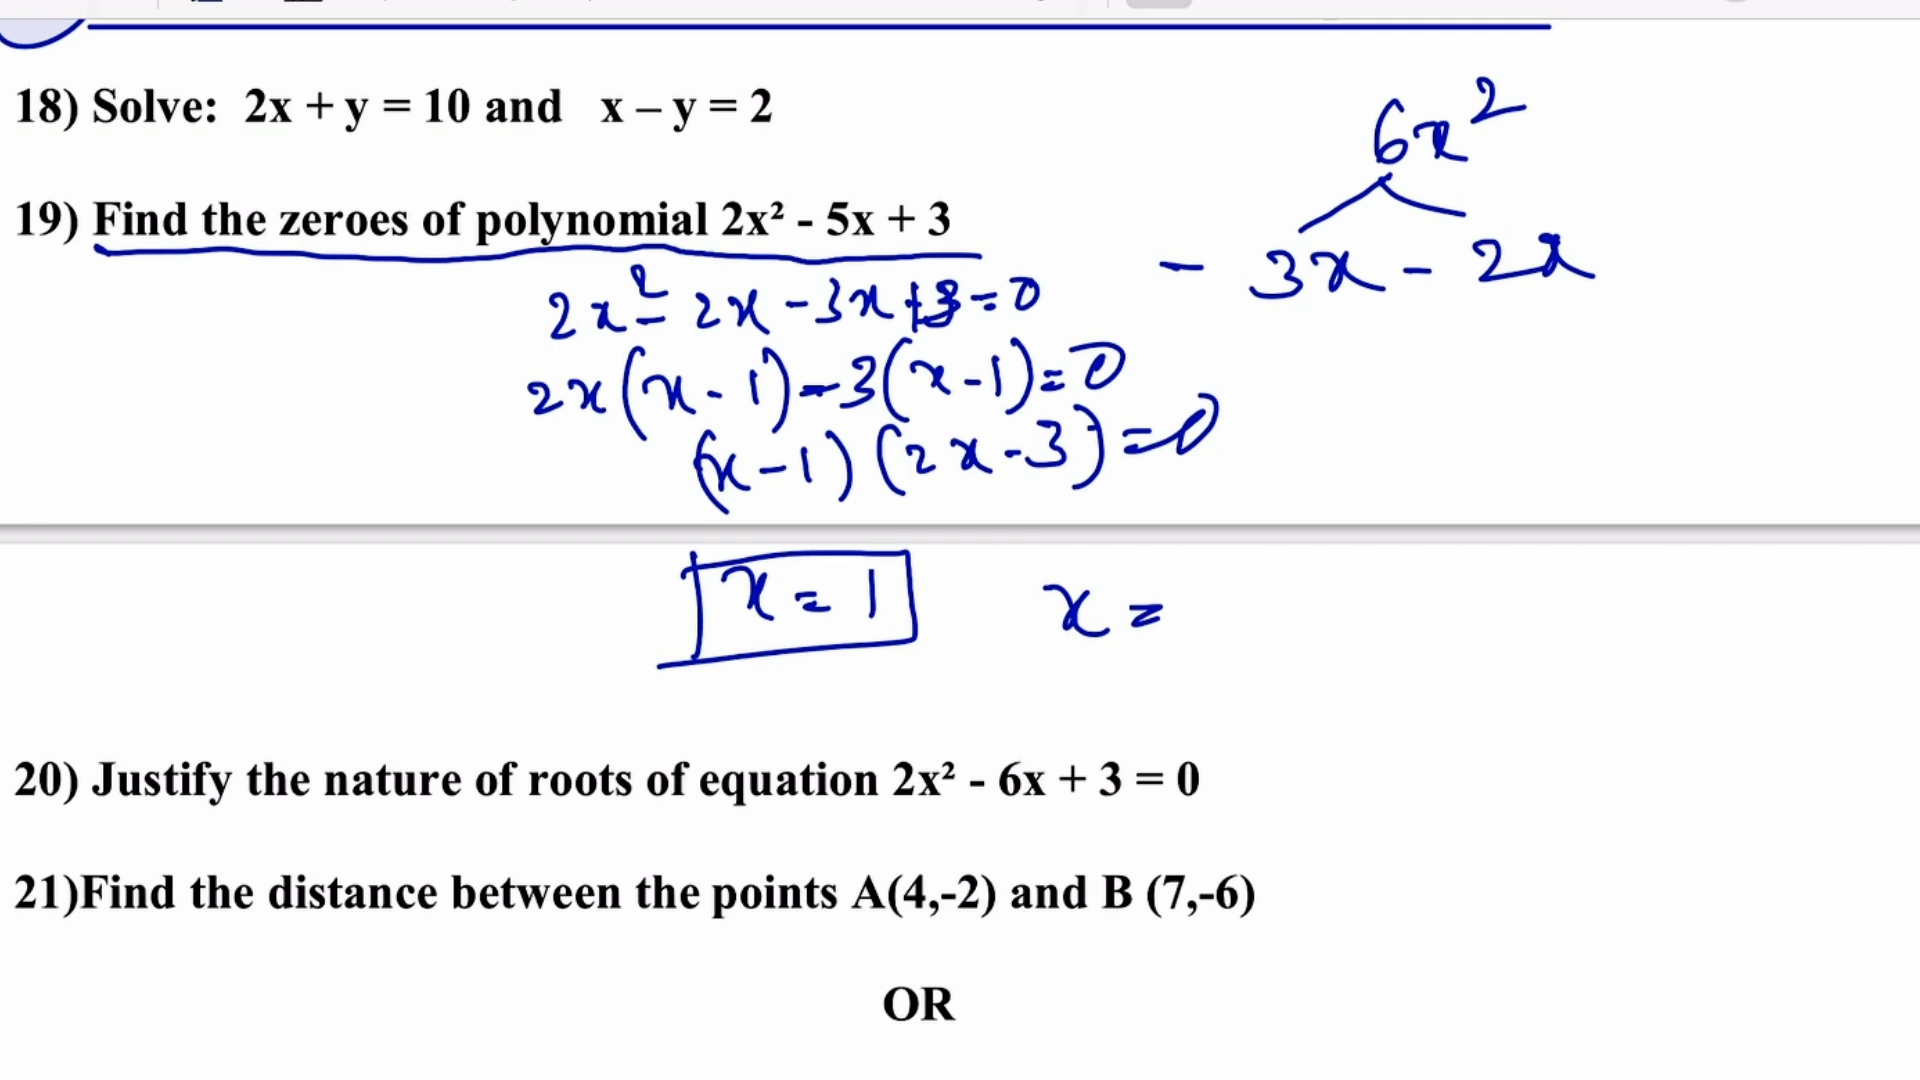 18) Solve: 2x + y = 10 and x – y = 2
6x²
19) Find the zeroes of polynomial 2x² - 5x + 3
- 3x - 2x
2x² - 2x - 3x + 3 = 0
2x(x - 1) - 3(x - 1) = 0
(x - 1)(2x - 3) = 0
x = 1 x =
20) Justify the nature of roots of equation 2x² - 6x + 3 = 0
21)Find the distance between the points A(4,-2) and B (7,-6)
OR